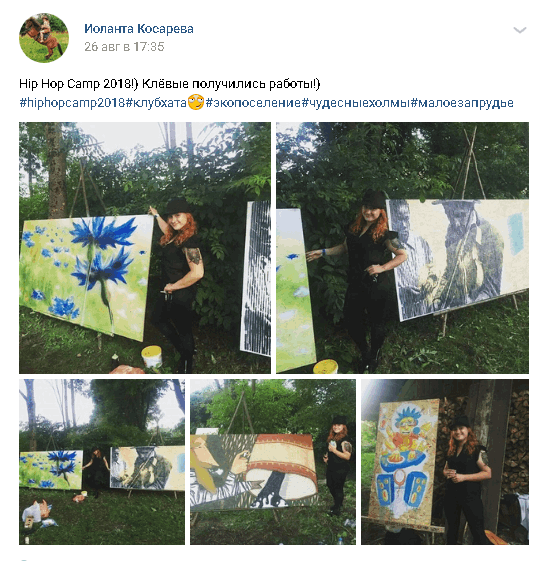 Иоланта Косарева
26 авг в 17:35
Hip Hop Camp 2018!) Клёвые получились работы!)
#hiphopcamp2018#клубхата🙄#экопоселение#чудесныехолмы#малоезапрудье